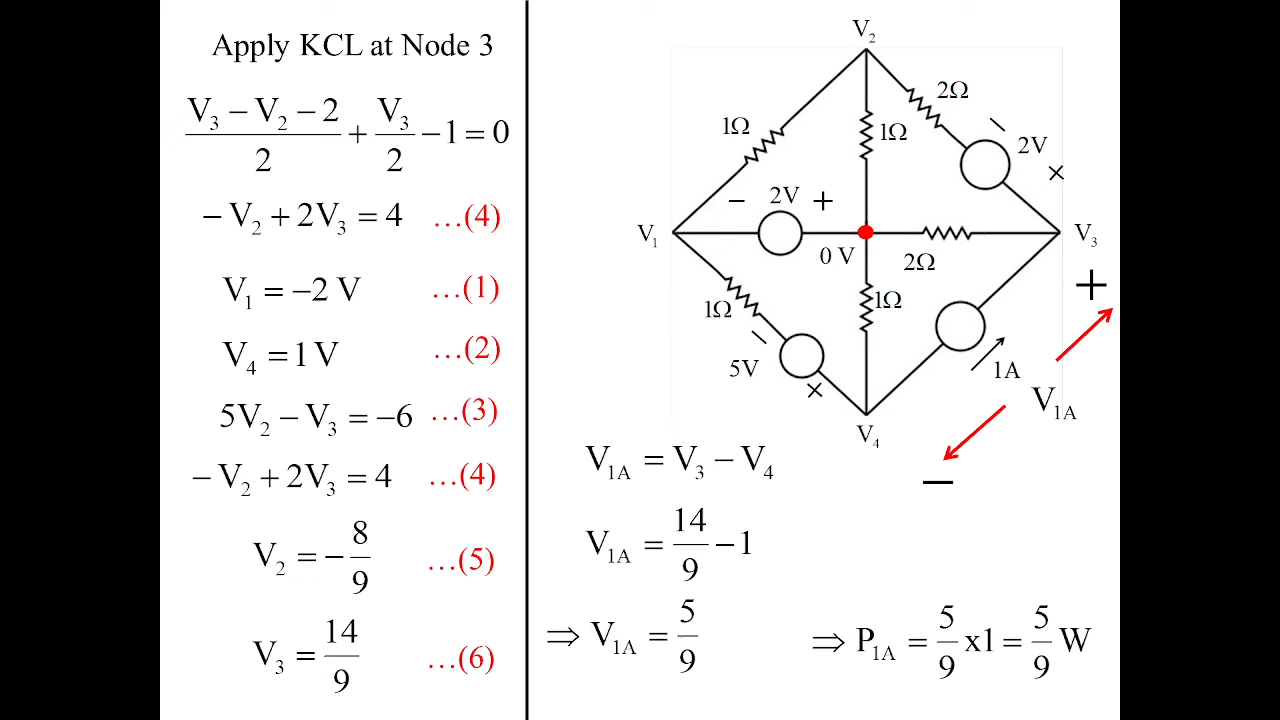 Apply KCL at Node 3
(V₃ − V₂ − 2)/2 + V₃/2 − 1 = 0
− V₂ + 2V₃ = 4 …(4)
V₁ = −2 V …(1)
V₄ = 1 V …(2)
5V₂ − V₃ = −6 …(3)
− V₂ + 2V₃ = 4 …(4)
V₂ = − 8/9 …(5)
V₃ = 14/9 …(6)
V₂
2Ω
1Ω
1Ω
−
2V
×
−
2V
+
V₁
0 V
2Ω
V₃
+
1Ω
1Ω
−
5V
×
1A
V₁ₐ
V₄
−
V₁ₐ = V₃ − V₄
V₁ₐ = 14/9 − 1
⇒ V₁ₐ = 5/9
⇒ P₁ₐ = 5/9 x1 = 5/9 W